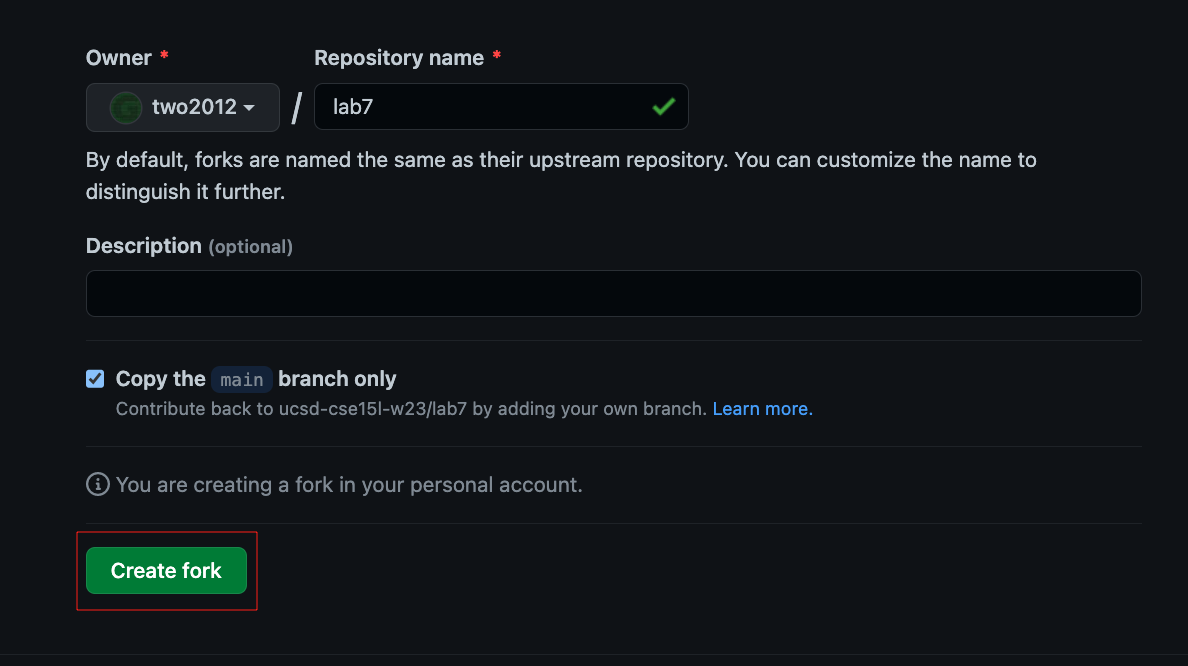 Owner * Repository name *
two2012 / lab7
By default, forks are named the same as their upstream repository. You can customize the name to
distinguish it further.
Description (optional)
Copy the main branch only
Contribute back to ucsd-cse15l-w23/lab7 by adding your own branch. Learn more.
You are creating a fork in your personal account.
Create fork